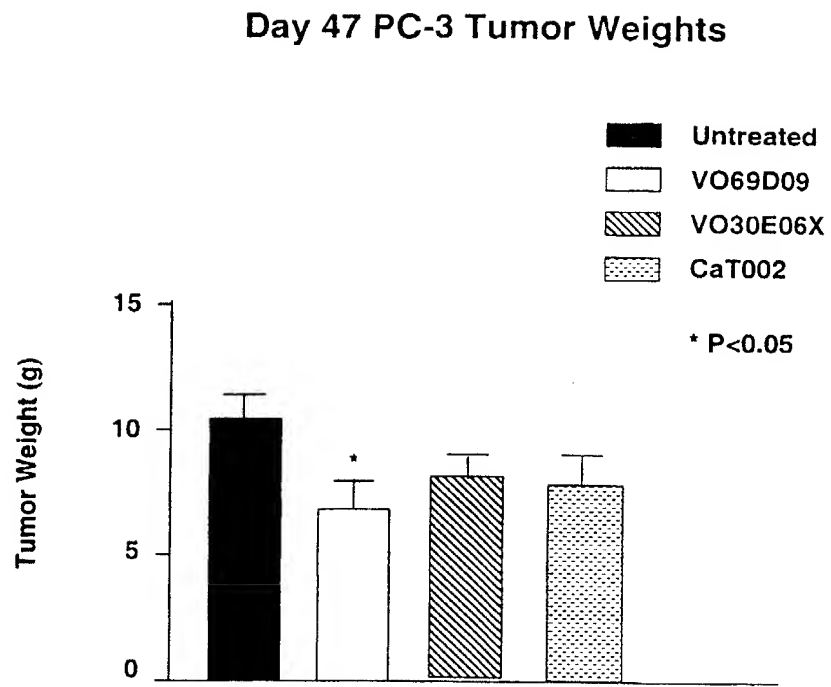 Day 47 PC-3 Tumor Weights
Untreated
VO69D09
VO30E06X
CaT002
* P<0.05
15
10
5
0
Tumor Weight (g)
*